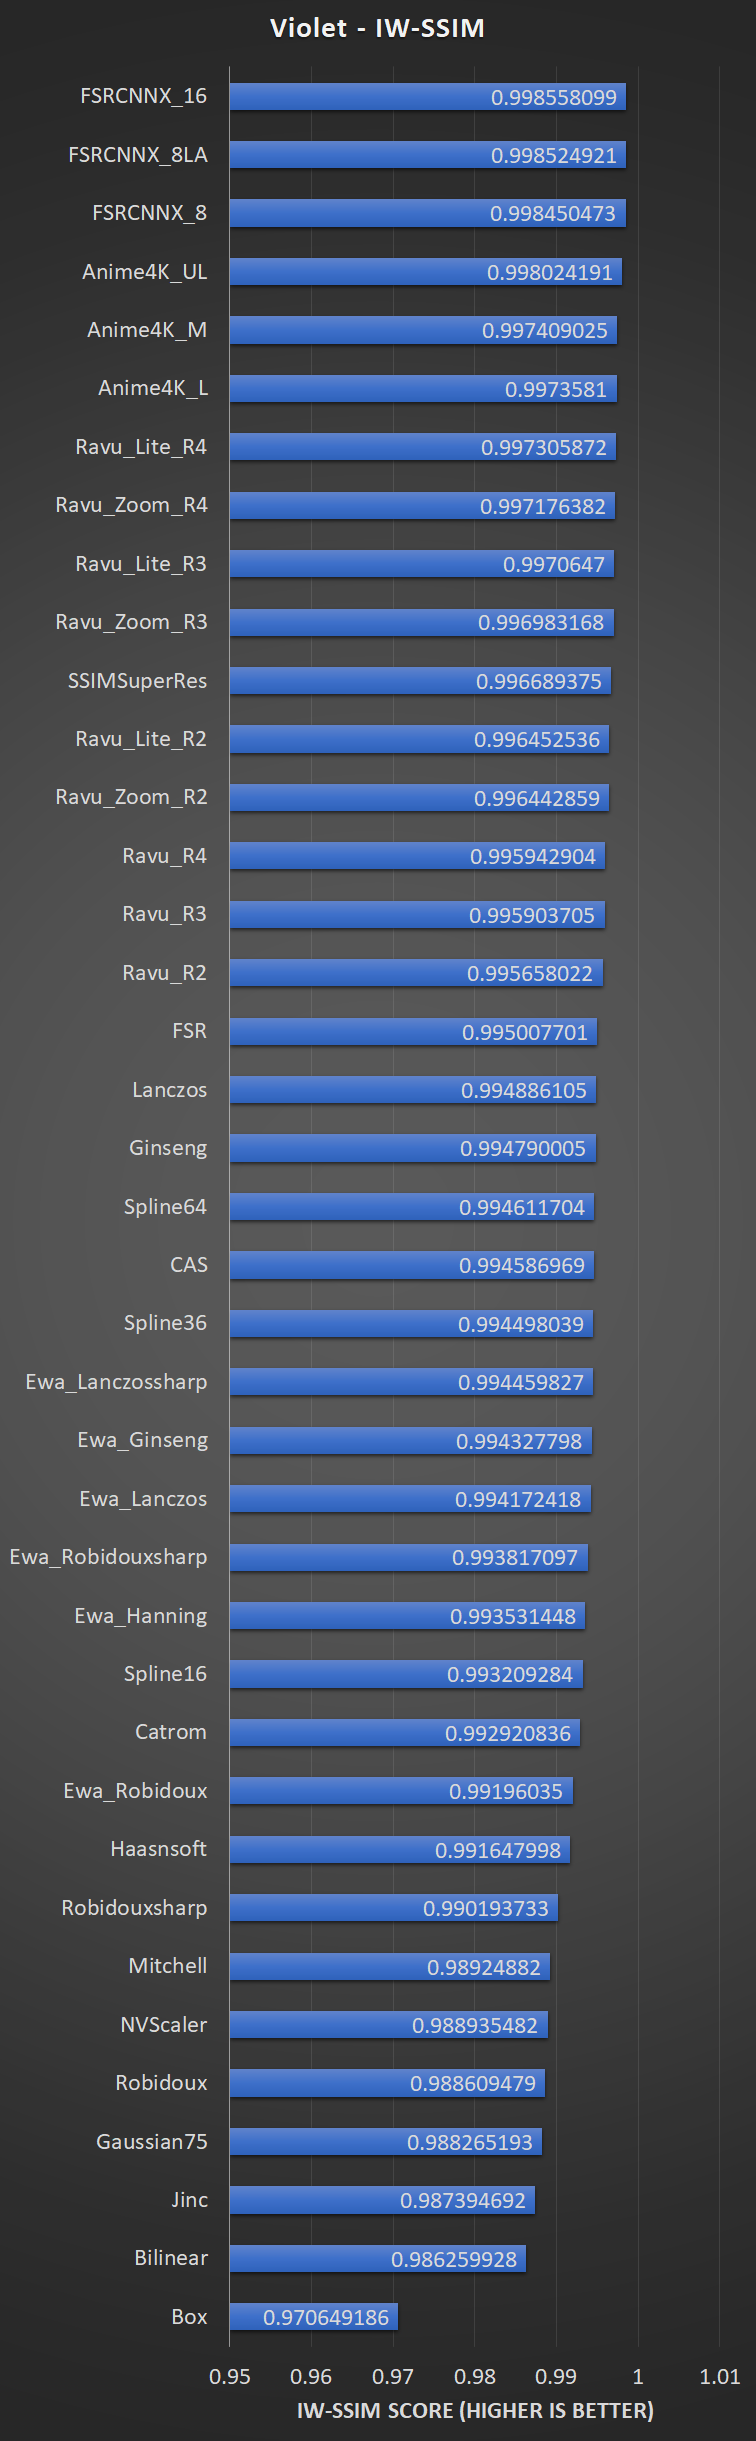 Violet - IW-SSIM
FSRCNNX_16 0.998558099
FSRCNNX_8LA 0.998524921
FSRCNNX_8 0.998450473
Anime4K_UL 0.998024191
Anime4K_M 0.997409025
Anime4K_L 0.9973581
Ravu_Lite_R4 0.997305872
Ravu_Zoom_R4 0.997176382
Ravu_Lite_R3 0.9970647
Ravu_Zoom_R3 0.996983168
SSIMSuperRes 0.996689375
Ravu_Lite_R2 0.996452536
Ravu_Zoom_R2 0.996442859
Ravu_R4 0.995942904
Ravu_R3 0.995903705
Ravu_R2 0.995658022
FSR 0.995007701
Lanczos 0.994886105
Ginseng 0.994790005
Spline64 0.994611704
CAS 0.994586969
Spline36 0.994498039
Ewa_Lanczossharp 0.994459827
Ewa_Ginseng 0.994327798
Ewa_Lanczos 0.994172418
Ewa_Robidouxsharp 0.993817097
Ewa_Hanning 0.993531448
Spline16 0.993209284
Catrom 0.992920836
Ewa_Robidoux 0.99196035
Haasnsoft 0.991647998
Robidouxsharp 0.990193733
Mitchell 0.98924882
NVScaler 0.988935482
Robidoux 0.988609479
Gaussian75 0.988265193
Jinc 0.987394692
Bilinear 0.986259928
Box 0.970649186
0.95 0.96 0.97 0.98 0.99 1 1.01
IW-SSIM SCORE (HIGHER IS BETTER)